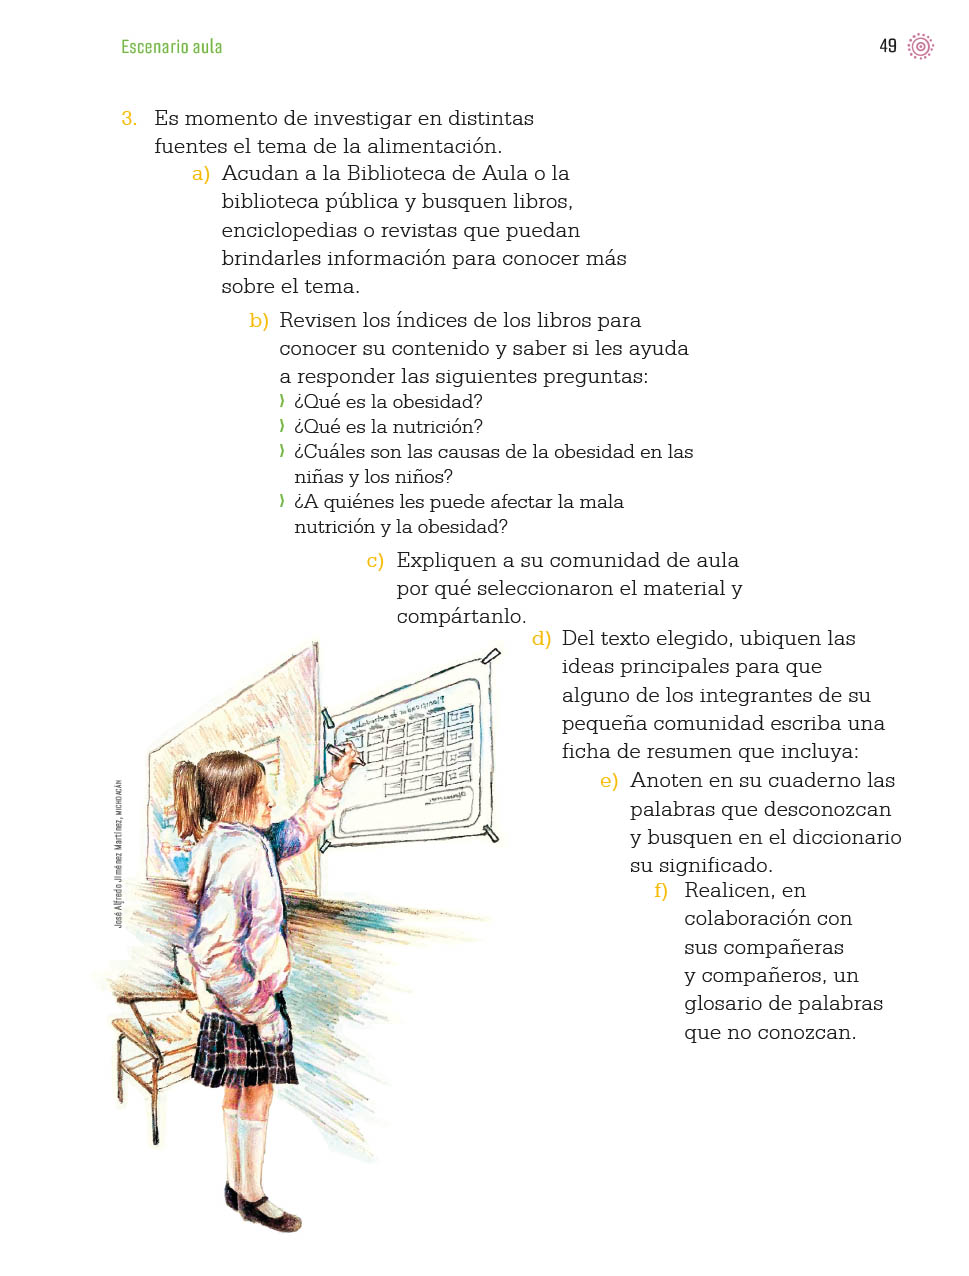 Escenario aula
49
3. Es momento de investigar en distintas
fuentes el tema de la alimentación.
a) Acudan a la Biblioteca de Aula o la
biblioteca pública y busquen libros,
enciclopedias o revistas que puedan
brindarles información para conocer más
sobre el tema.
b) Revisen los índices de los libros para
conocer su contenido y saber si les ayuda
a responder las siguientes preguntas:
⟩ ¿Qué es la obesidad?
⟩ ¿Qué es la nutrición?
⟩ ¿Cuáles son las causas de la obesidad en las
niñas y los niños?
⟩ ¿A quiénes les puede afectar la mala
nutrición y la obesidad?
c) Expliquen a su comunidad de aula
por qué seleccionaron el material y
compártanlo.
d) Del texto elegido, ubiquen las
ideas principales para que
alguno de los integrantes de su
pequeña comunidad escriba una
ficha de resumen que incluya:
e) Anoten en su cuaderno las
palabras que desconozcan
y busquen en el diccionario
su significado.
f) Realicen, en
colaboración con
sus compañeras
y compañeros, un
glosario de palabras
que no conozcan.
José Alfredo Jiménez Martínez, MICHOACÁN